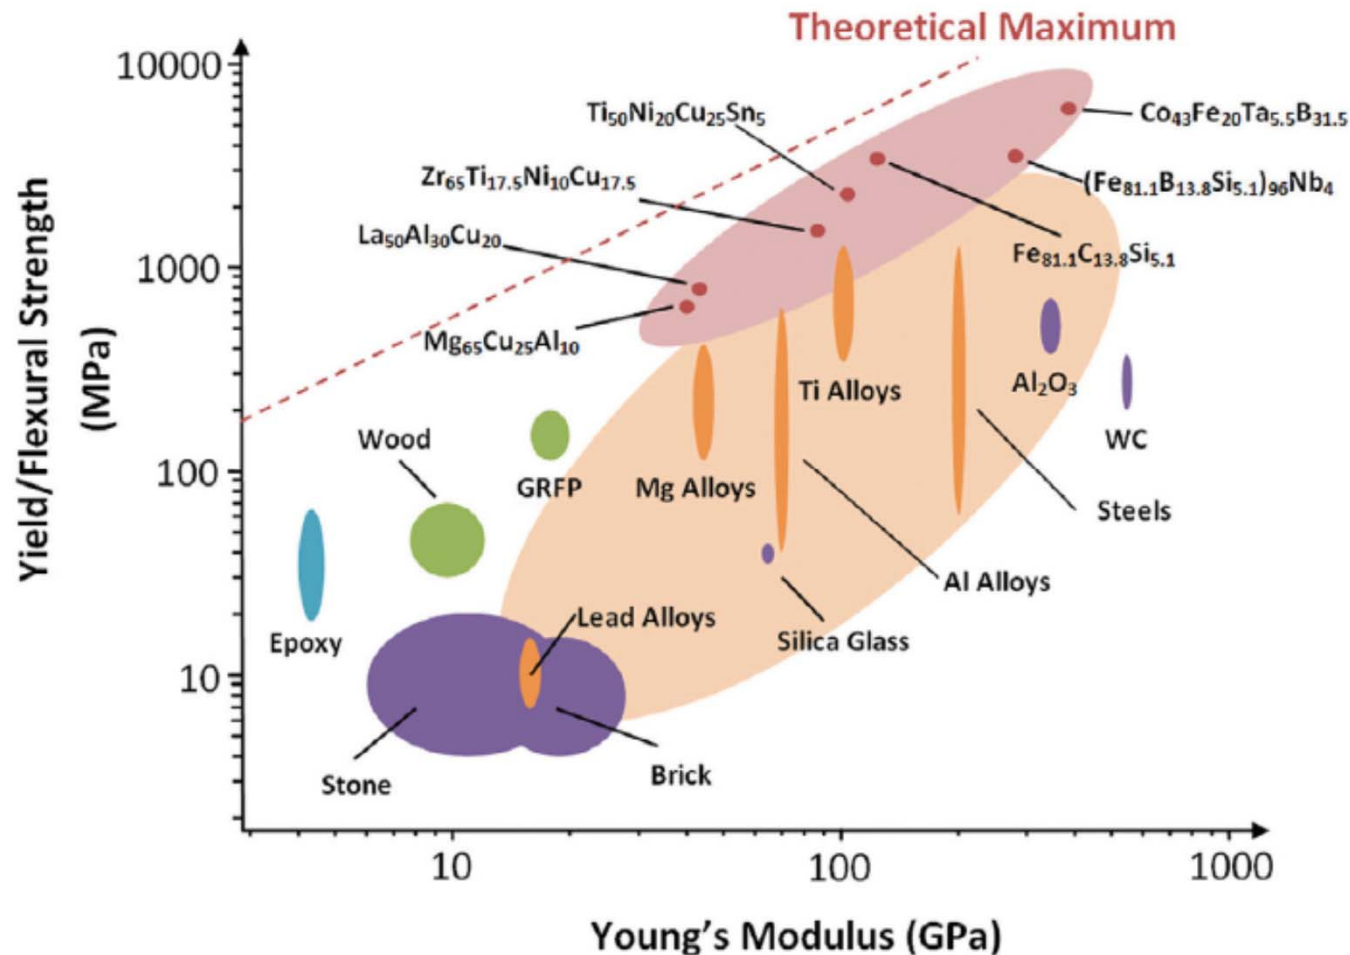 Theoretical Maximum
10000
Ti₅₀Ni₂₀Cu₂₅Sn₅
Co₄₃Fe₂₀Ta₅.₅B₃₁.₅
Zr₆₅Ti₁₇.₅Ni₁₀Cu₁₇.₅
(Fe₈₁.₁B₁₃.₈Si₅.₁)₉₆Nb₄
La₅₀Al₃₀Cu₂₀
Fe₈₁.₁C₁₃.₈Si₅.₁
1000
Mg₆₅Cu₂₅Al₁₀
Yield/Flexural Strength
(MPa)
Ti Alloys
Al₂O₃
Wood
WC
100
GRFP
Mg Alloys
Steels
Al Alloys
Lead Alloys
Epoxy
Silica Glass
10
Stone
Brick
10
100
1000
Young's Modulus (GPa)